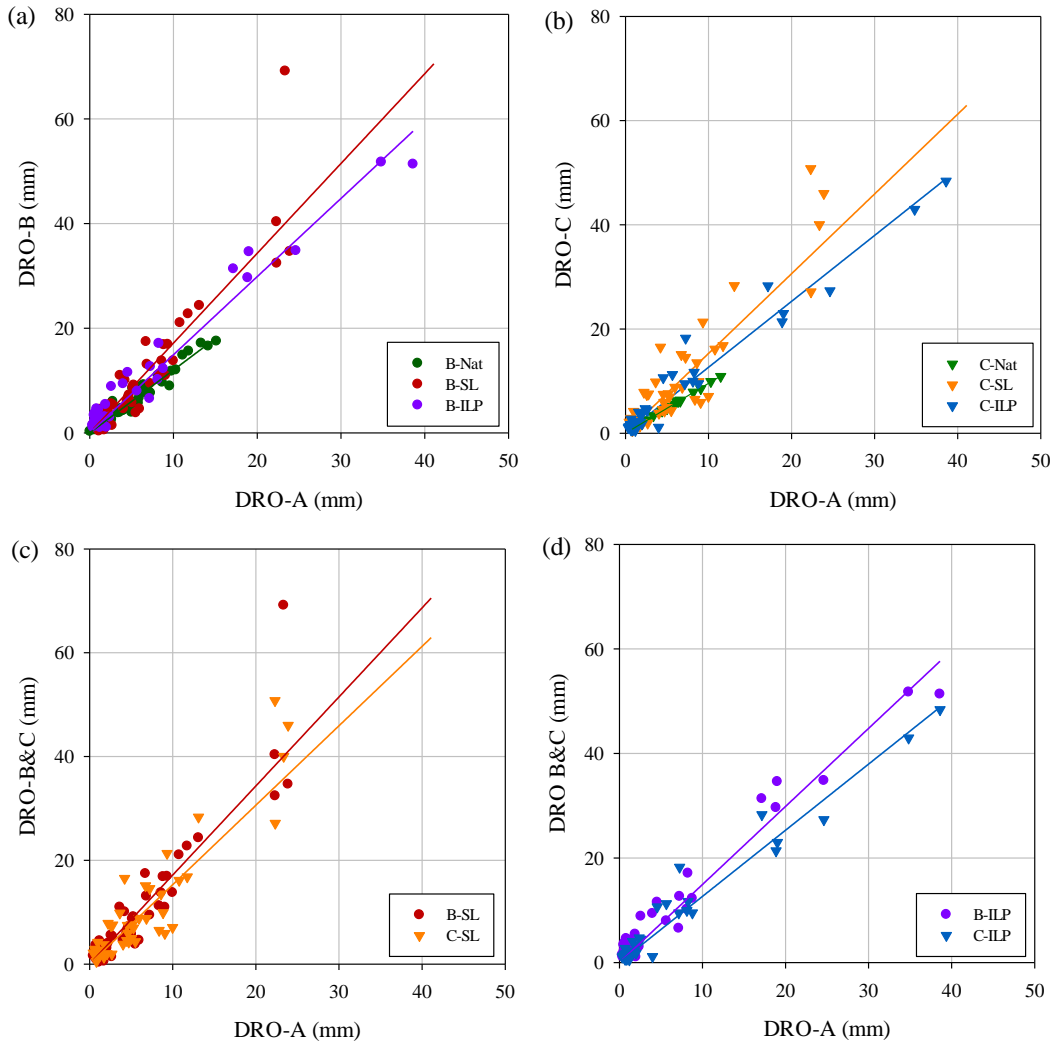 (a)
80
60
40
20
0
DRO-B (mm)
B-Nat
B-SL
B-ILP
0 10 20 30 40 50
DRO-A (mm)
(b)
80
60
40
20
0
DRO-C (mm)
C-Nat
C-SL
C-ILP
0 10 20 30 40 50
DRO-A (mm)
(c)
80
60
40
20
0
DRO-B&C (mm)
B-SL
C-SL
0 10 20 30 40 50
DRO-A (mm)
(d)
80
60
40
20
0
DRO B&C (mm)
B-ILP
C-ILP
0 10 20 30 40 50
DRO-A (mm)